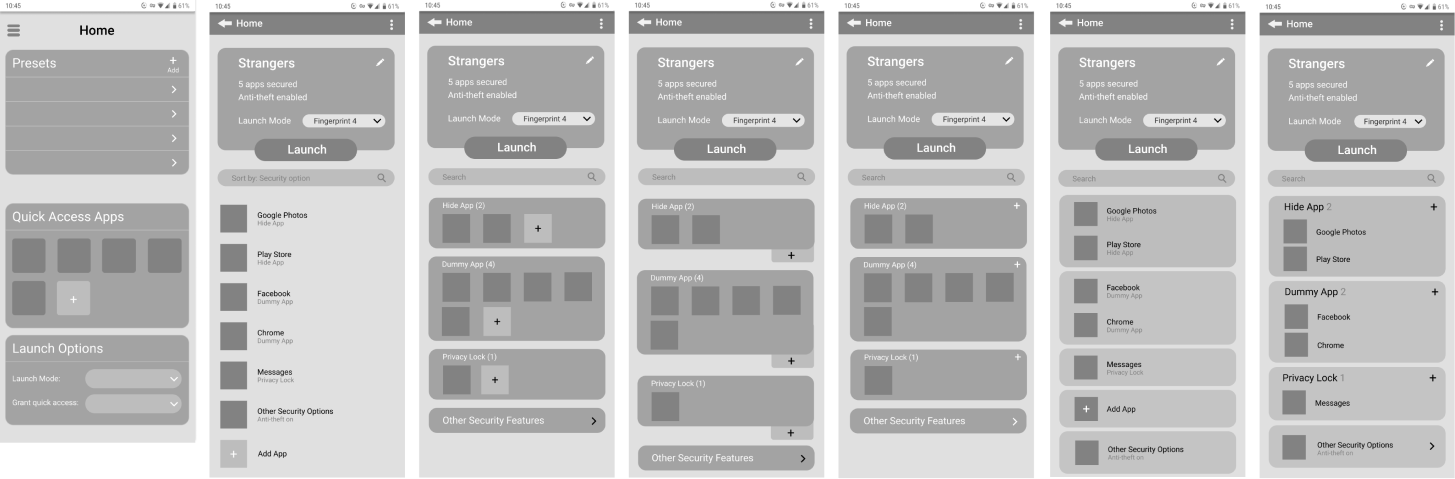 10:45
61%
Home
Presets
+
Add
Quick Access Apps
+
Launch Options
Launch Mode:
Grant quick access:
10:45
61%
Home
Strangers
5 apps secured
Anti-theft enabled
Launch Mode
Fingerprint 4
Launch
Sort by: Security option
Google Photos
Hide App
Play Store
Hide App
Facebook
Dummy App
Chrome
Dummy App
Messages
Privacy Lock
Other Security Options
Anti-theft on
+
Add App
10:45
61%
Home
Strangers
5 apps secured
Anti-theft enabled
Launch Mode
Fingerprint 4
Launch
Search
Hide App (2)
+
Dummy App (4)
+
Privacy Lock (1)
+
Other Security Features
10:45
61%
Home
Strangers
5 apps secured
Anti-theft enabled
Launch Mode
Fingerprint 4
Launch
Search
Hide App (2)
+
Dummy App (4)
+
Privacy Lock (1)
+
Other Security Features
10:45
61%
Home
Strangers
5 apps secured
Anti-theft enabled
Launch Mode
Fingerprint 4
Launch
Search
Hide App (2)
+
Dummy App (4)
+
Privacy Lock (1)
+
Other Security Features
10:45
61%
Home
Strangers
5 apps secured
Anti-theft enabled
Launch Mode
Fingerprint 4
Launch
Search
Google Photos
Hide App
Play Store
Hide App
Facebook
Dummy App
Chrome
Dummy App
Messages
Privacy Lock
+
Add App
Other Security Options
Anti-theft on
10:45
61%
Home
Strangers
5 apps secured
Anti-theft enabled
Launch Mode
Fingerprint 4
Launch
Search
Hide App 2
+
Google Photos
Play Store
Dummy App 2
+
Facebook
Chrome
Privacy Lock 1
+
Messages
Other Security Options
Anti-theft on